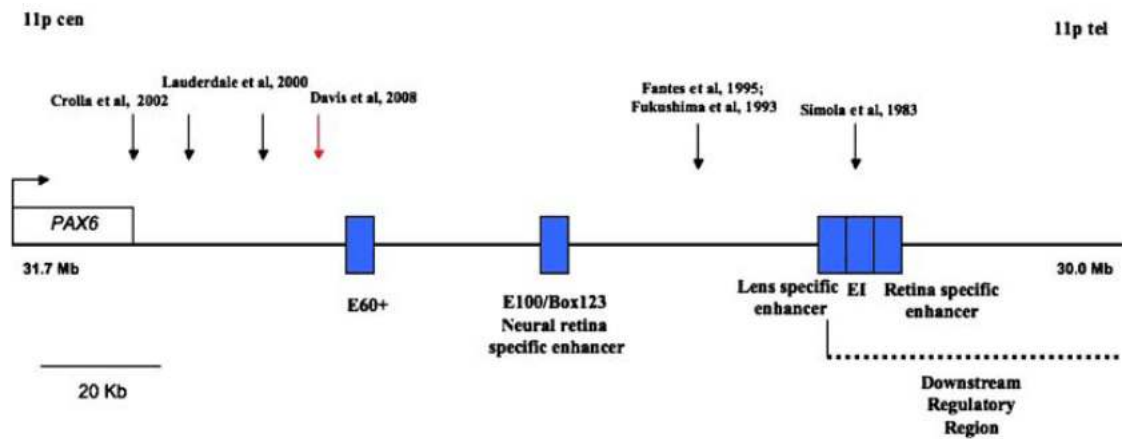 11p cen
11p tel
Lauderdale et al, 2000
Crolla et al, 2002
Davis et al, 2008
Fantes et al, 1995;
Fukushima et al, 1993
Simola et al, 1983
PAX6
31.7 Mb
30.0 Mb
E60+
E100/Box123
Neural retina
specific enhancer
Lens specific
enhancer
EI
Retina specific
enhancer
20 Kb
Downstream
Regulatory
Region